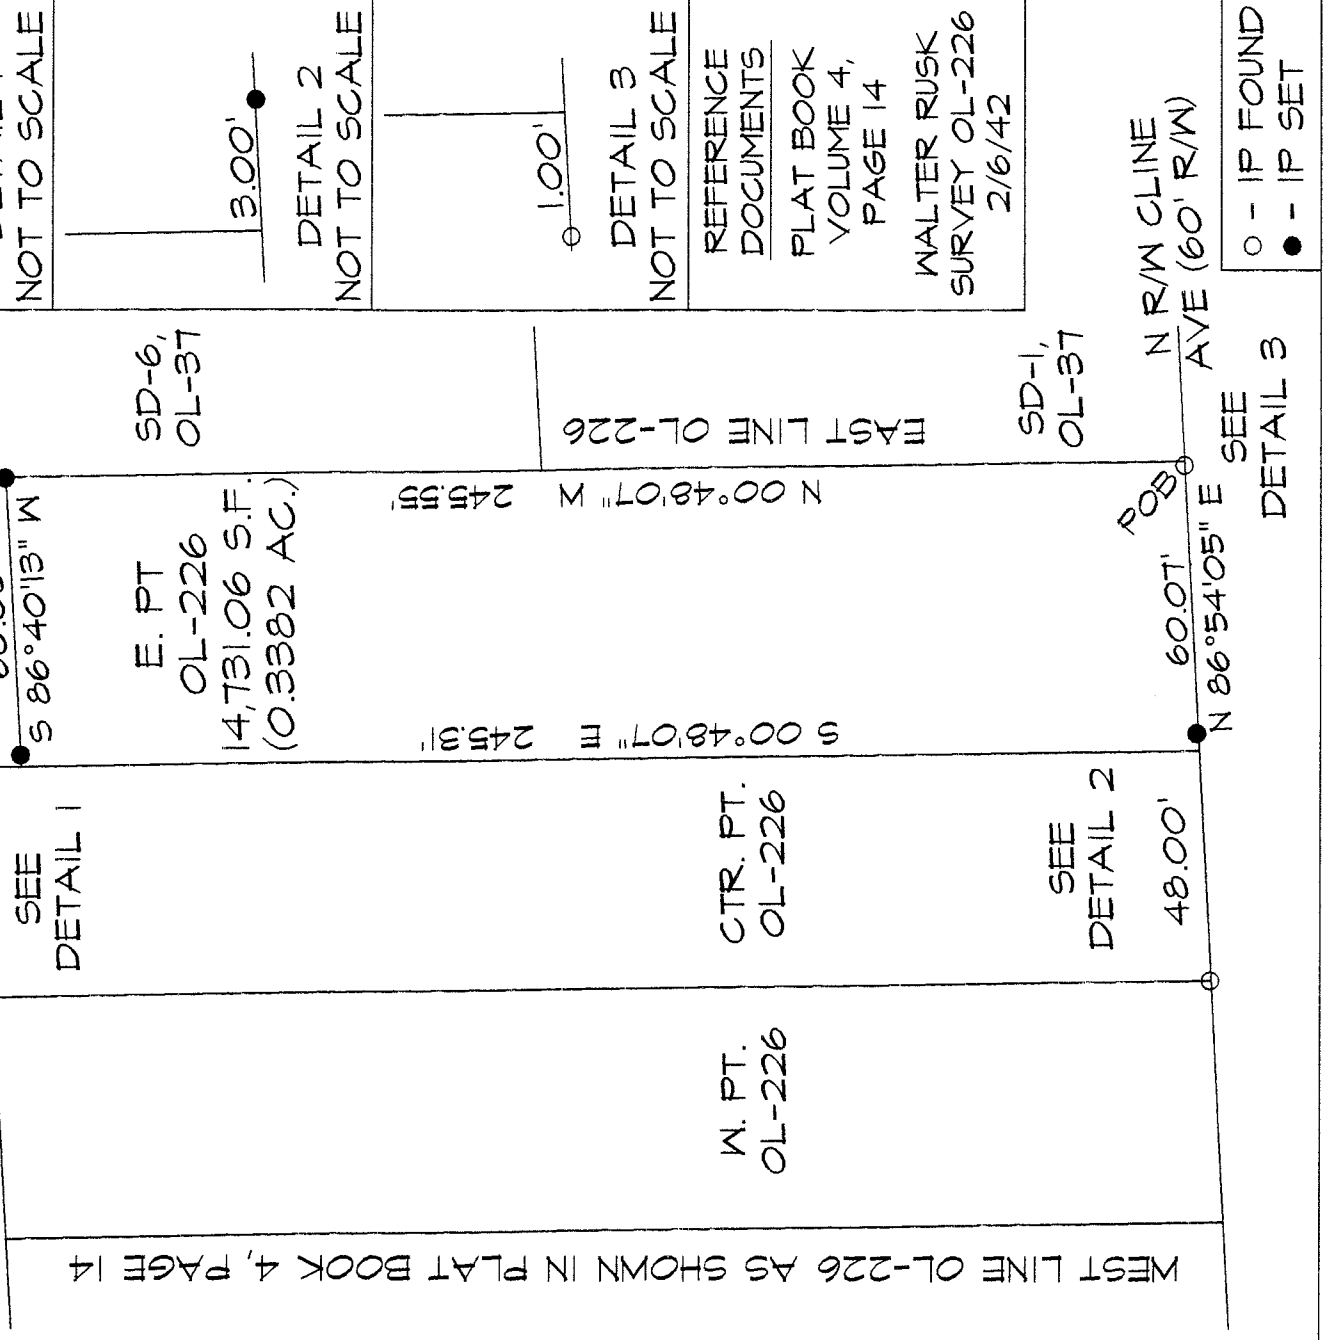 NOT TO SCALE
3.00'
DETAIL 2
NOT TO SCALE
1.00'
DETAIL 3
NOT TO SCALE
REFERENCE
DOCUMENTS
PLAT BOOK
VOLUME 4,
PAGE 14
WALTER RUSK
SURVEY OL-226
2/6/42
N R/W CLINE
AVE (60' R/W)
○ - IP FOUND
● - IP SET
SD-6,
OL-37
EAST LINE OL-226
SD-1,
OL-37
SEE
DETAIL 3
S 86°40'13" W
E. PT
OL-226
14,731.06 S.F.
(0.3382 AC.)
N 00°48'07" W 245.55'
POB
60.07'
N 86°54'05" E
S 00°48'07" E 245.31'
SEE
DETAIL 1
CTR. PT.
OL-226
SEE
DETAIL 2
48.00'
W. PT.
OL-226
WEST LINE OL-226 AS SHOWN IN PLAT BOOK 4, PAGE 14